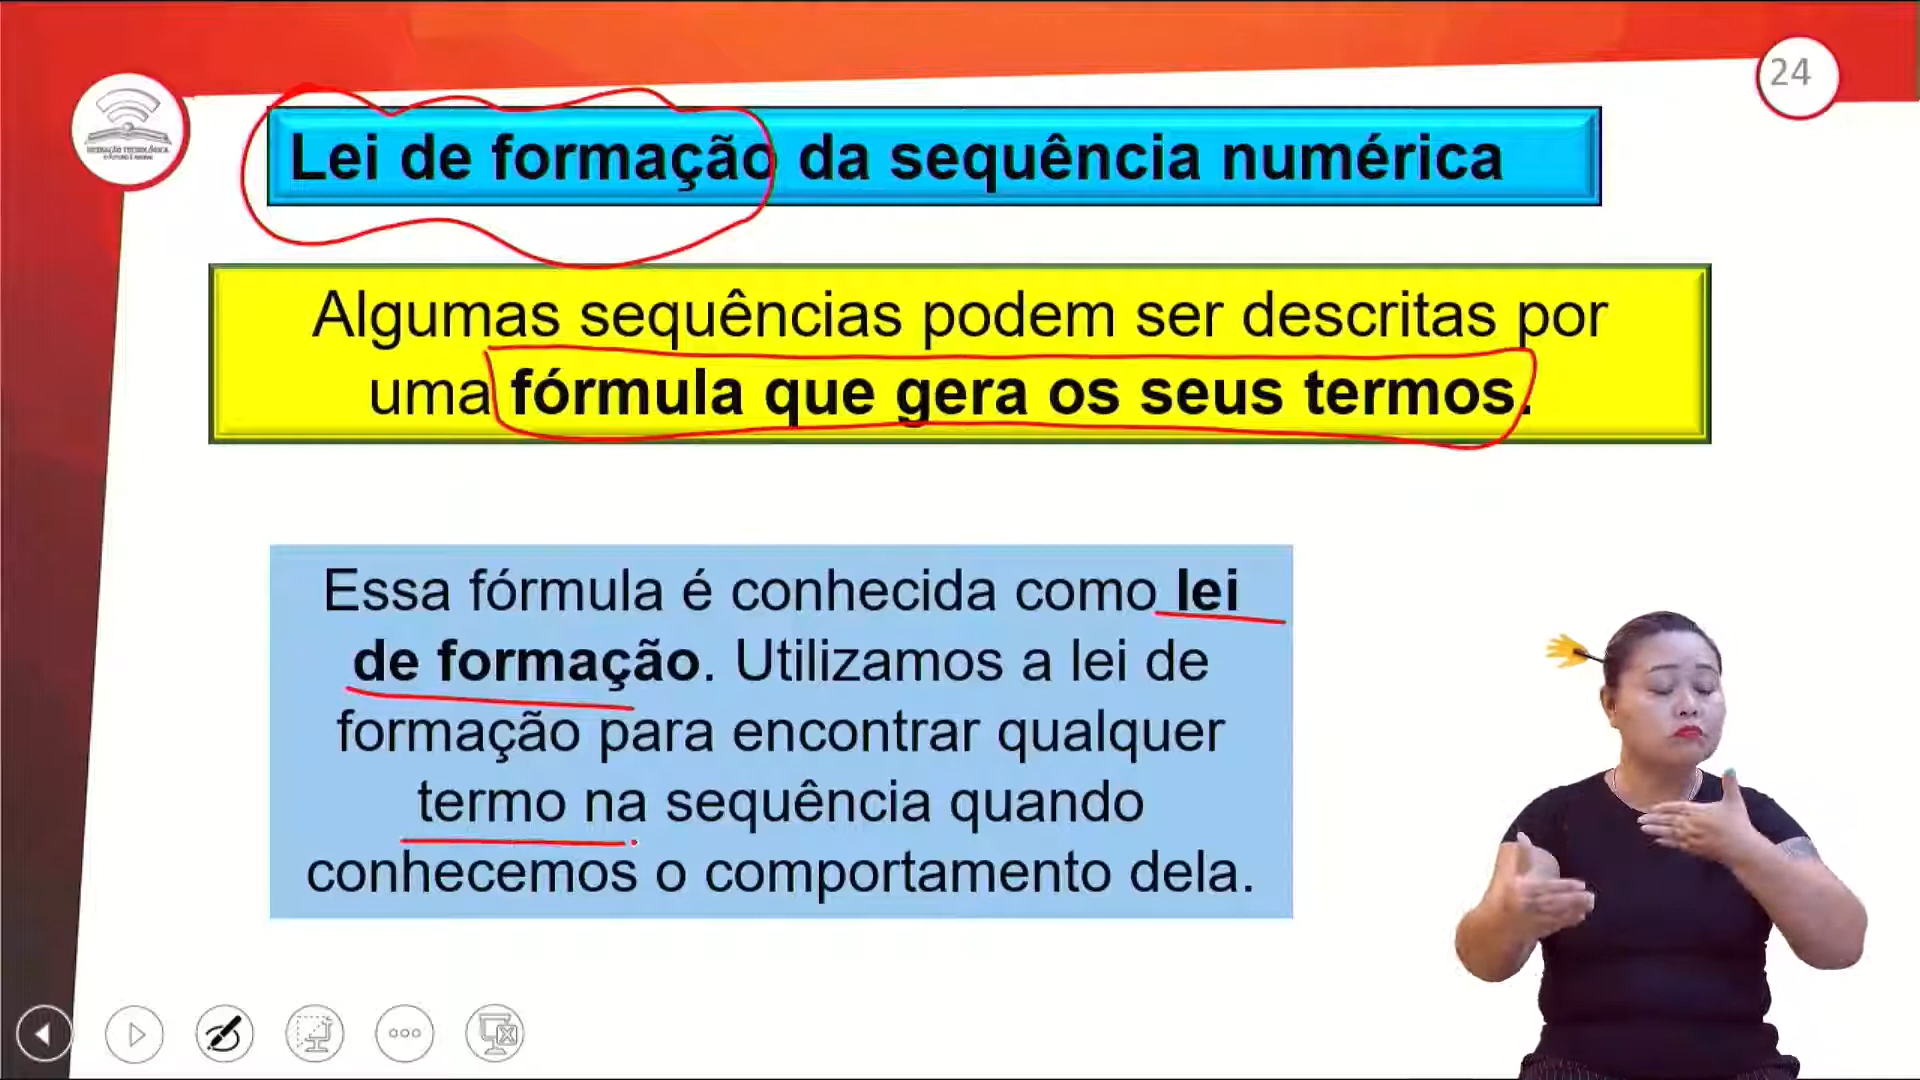 24
MEDIAÇÃO TECNOLÓGICA
Lei de formação da sequência numérica
Algumas sequências podem ser descritas por
uma fórmula que gera os seus termos.
Essa fórmula é conhecida como lei
de formação. Utilizamos a lei de
formação para encontrar qualquer
termo na sequência quando
conhecemos o comportamento dela.